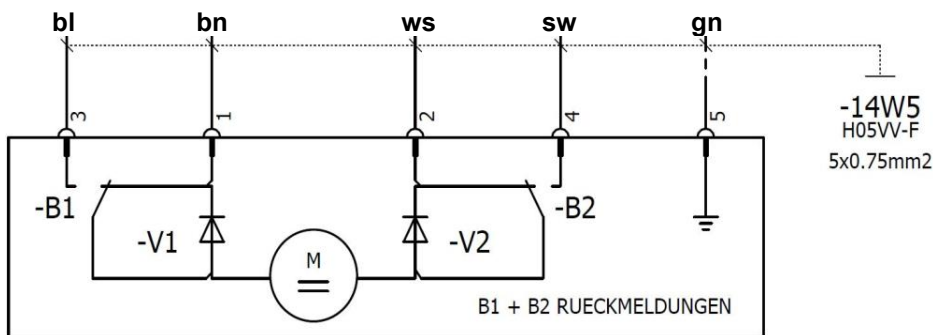 bl bn ws sw gn
3 1 2 4 5
-14W5
H05VV-F
5x0.75mm2
-B1 -B2
-V1 M -V2
B1 + B2 RUECKMELDUNGEN